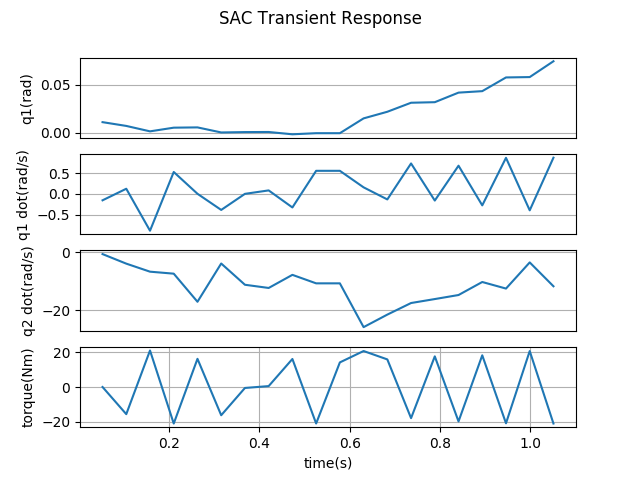 SAC Transient Response
q1(rad)
0.05
0.00
q1 dot(rad/s)
0.5
0.0
−0.5
q2 dot(rad/s)
0
−20
torque(Nm)
20
0
−20
0.2 0.4 0.6 0.8 1.0
time(s)